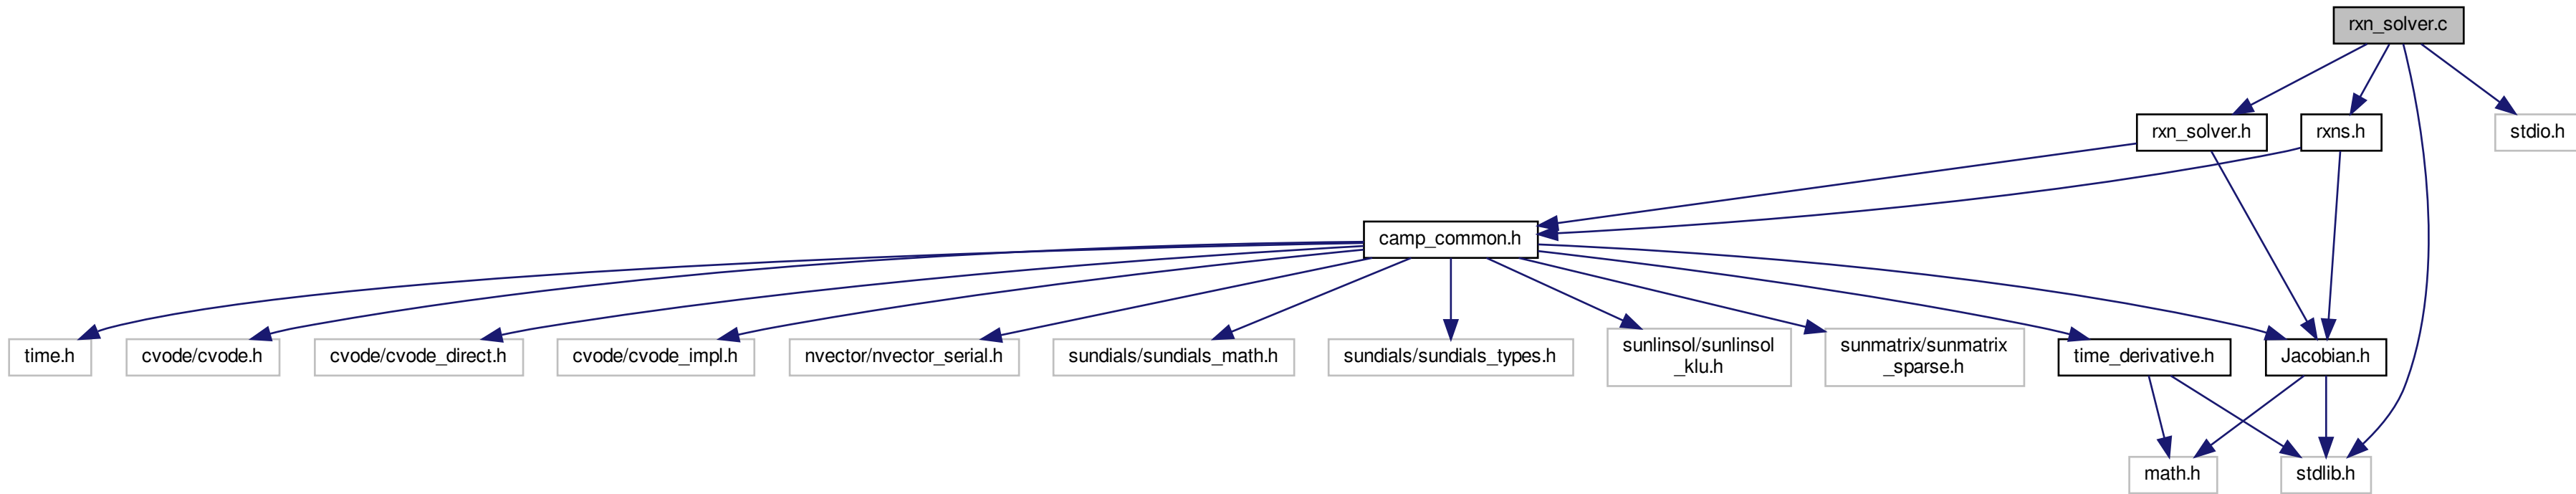 rxn_solver.c
rxn_solver.h
rxns.h
stdio.h
camp_common.h
time.h
cvode/cvode.h
cvode/cvode_direct.h
cvode/cvode_impl.h
nvector/nvector_serial.h
sundials/sundials_math.h
sundials/sundials_types.h
sunlinsol/sunlinsol
_klu.h
sunmatrix/sunmatrix
_sparse.h
time_derivative.h
Jacobian.h
math.h
stdlib.h